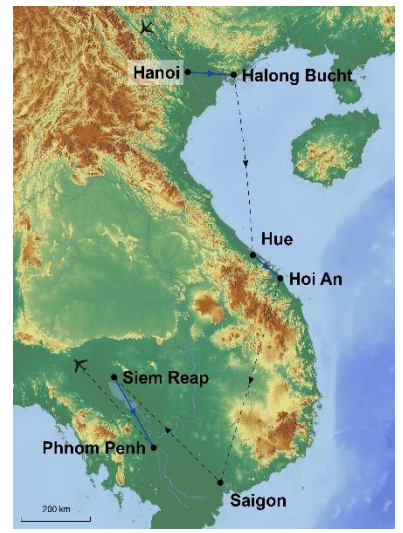 Hanoi
Halong Bucht
Hue
Hoi An
Siem Reap
Phnom Penh
Saigon
200 km